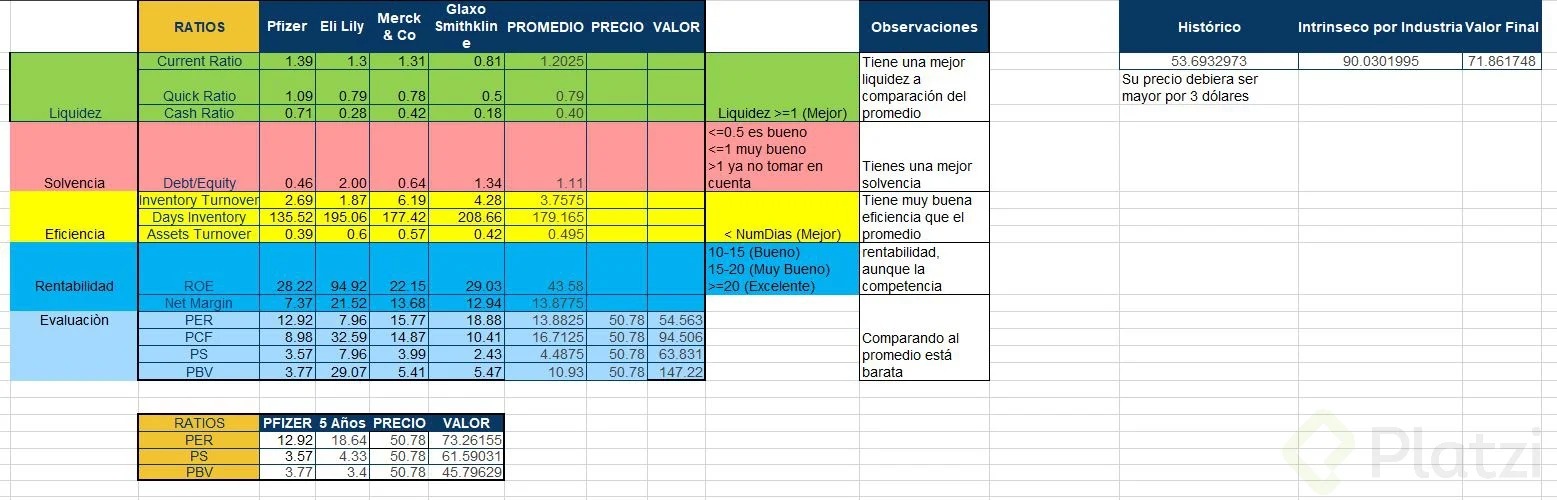 RATIOS Pfizer Eli Lily Merck & Co Glaxo Smithkline PROMEDIO PRECIO VALOR Observaciones Histórico Intrinseco por Industria Valor Final
Current Ratio 1.39 1.3 1.31 0.81 1.2025 53.6932973 90.0301995 71.861748
Liquidez Quick Ratio 1.09 0.79 0.78 0.5 0.79
Cash Ratio 0.71 0.28 0.42 0.18 0.40 Liquidez >=1 (Mejor)
Tiene una mejor
liquidez a
comparación del
promedio
Su precio debiera ser
mayor por 3 dólares
Solvencia Debt/Equity 0.46 2.00 0.64 1.34 1.11
<=0.5 es bueno
<=1 muy bueno
>1 ya no tomar en
cuenta
Tienes una mejor
solvencia
Inventory Turnover 2.69 1.87 6.19 4.28 3.7575
Days Inventory 135.52 195.06 177.42 208.66 179.165
Eficiencia Assets Turnover 0.39 0.6 0.57 0.42 0.495 < NumDias (Mejor)
Tiene muy buena
eficiencia que el
promedio
Rentabilidad ROE 28.22 94.92 22.15 29.03 43.58
10-15 (Bueno)
15-20 (Muy Bueno)
>=20 (Excelente)
rentabilidad,
aunque la
competencia
Net Margin 7.37 21.52 13.68 12.94 13.8775
Evaluaciòn PER 12.92 7.96 15.77 18.88 13.8825 50.78 54.563
PCF 8.98 32.59 14.87 10.41 16.7125 50.78 94.506
PS 3.57 7.96 3.99 2.43 4.4875 50.78 63.831
PBV 3.77 29.07 5.41 5.47 10.93 50.78 147.22
Comparando al
promedio está
barata
RATIOS PFIZER 5 Años PRECIO VALOR
PER 12.92 18.64 50.78 73.26155
PS 3.57 4.33 50.78 61.59031
PBV 3.77 3.4 50.78 45.79629
Platzi